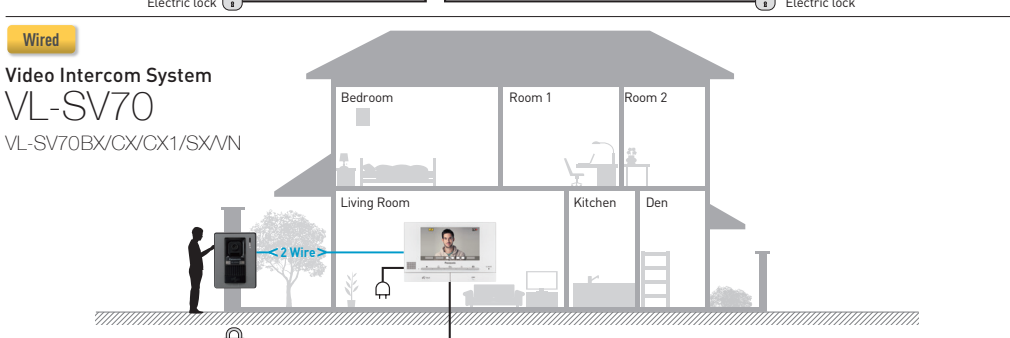 Electric lock
Electric lock
Wired
Video Intercom System
VL-SV70
VL-SV70BX/CX/CX1/SX/VN
Bedroom
Room 1
Room 2
Living Room
Kitchen
Den
2 Wire